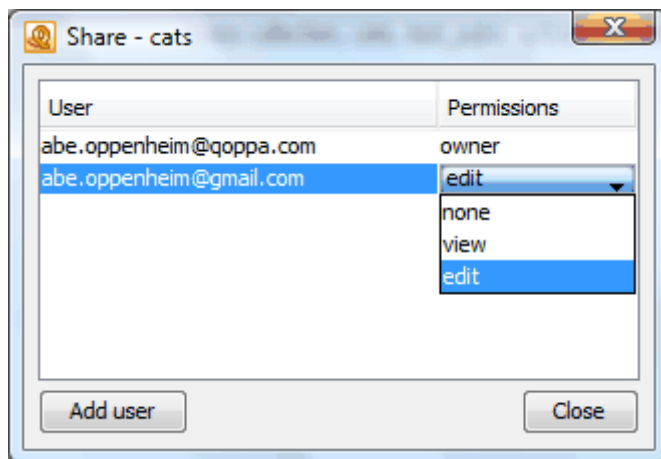 Share - cats
User Permissions
abe.oppenheim@qoppa.com owner
abe.oppenheim@gmail.com edit
none
view
edit
Add user Close